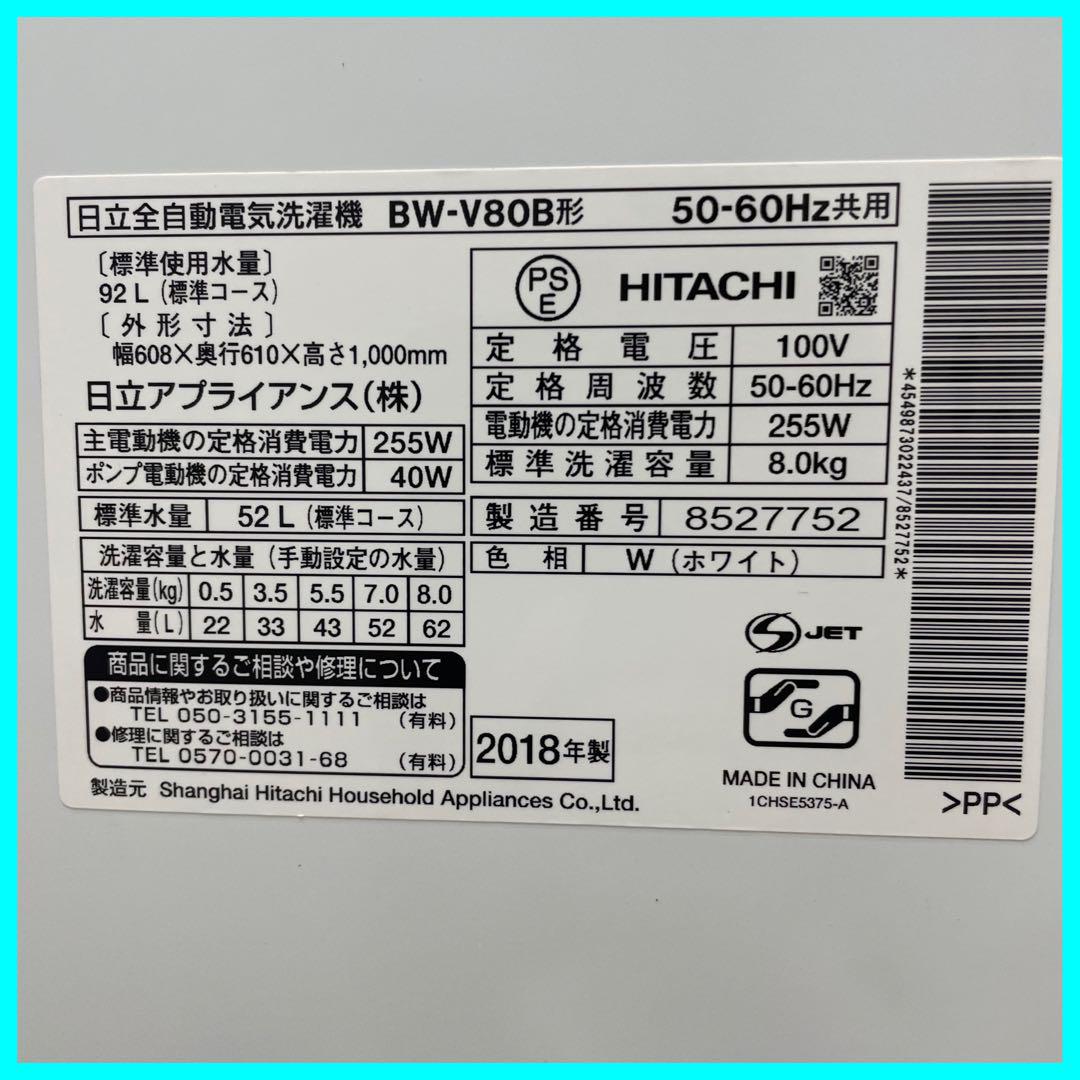 日立全自動電気洗濯機 BW-V80B形 50-60Hz共用
〔標準使用水量〕
92 L (標準コース)
〔外形寸法〕
幅608×奥行610×高さ1,000mm
日立アプライアンス(株)
主電動機の定格消費電力 255W
ポンプ電動機の定格消費電力 40W
標準水量 52 L (標準コース)
洗濯容量と水量 (手動設定の水量)
洗濯容量(kg) 0.5 3.5 5.5 7.0 8.0
水量(L) 22 33 43 52 62
商品に関するご相談や修理について
●商品情報やお取り扱いに関するご相談は
TEL 050-3155-1111 (有料)
●修理に関するご相談は
TEL 0570-0031-68 (有料)
製造元 Shanghai Hitachi Household Appliances Co.,Ltd.
PSE HITACHI
定格電圧 100V
定格周波数 50-60Hz
電動機の定格消費電力 255W
標準洗濯容量 8.0kg
製造番号 8527752
色相 W (ホワイト)
S JET
G
2018年製
MADE IN CHINA
1CHSE5375-A
*4549873022437/8527752*
>PP<